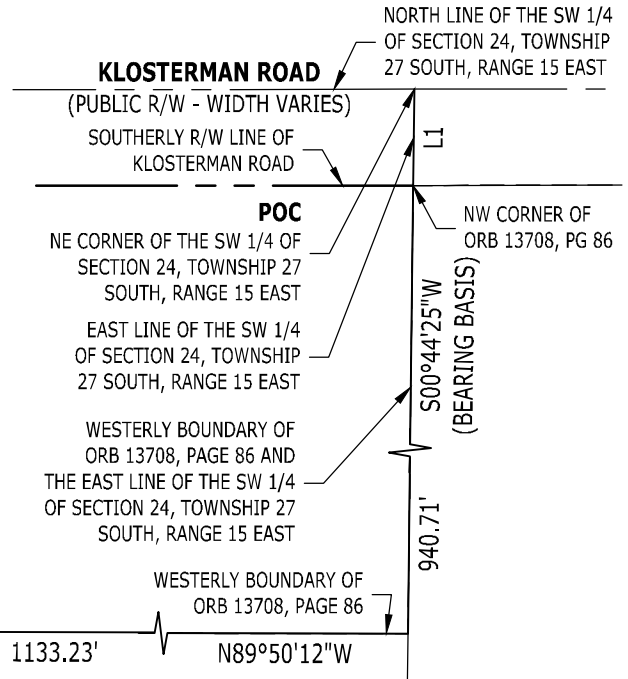 NORTH LINE OF THE SW 1/4
OF SECTION 24, TOWNSHIP
27 SOUTH, RANGE 15 EAST
KLOSTERMAN ROAD
(PUBLIC R/W - WIDTH VARIES)
SOUTHERLY R/W LINE OF
KLOSTERMAN ROAD
L1
POC
NE CORNER OF THE SW 1/4 OF
SECTION 24, TOWNSHIP 27
SOUTH, RANGE 15 EAST
NW CORNER OF
ORB 13708, PG 86
EAST LINE OF THE SW 1/4
OF SECTION 24, TOWNSHIP
27 SOUTH, RANGE 15 EAST
S00°44'25"W
(BEARING BASIS)
WESTERLY BOUNDARY OF
ORB 13708, PAGE 86 AND
THE EAST LINE OF THE SW 1/4
OF SECTION 24, TOWNSHIP 27
SOUTH, RANGE 15 EAST
940.71'
WESTERLY BOUNDARY OF
ORB 13708, PAGE 86
1133.23'
N89°50'12"W